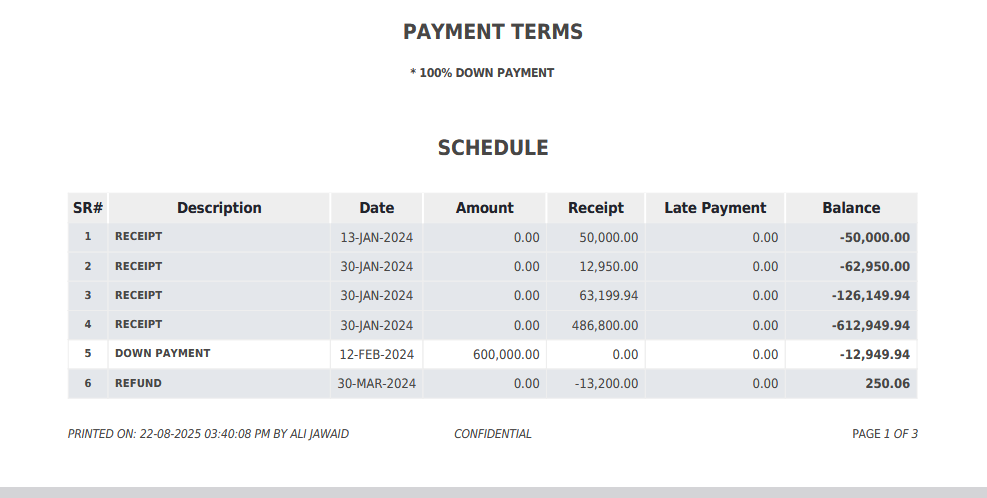 PAYMENT TERMS
* 100% DOWN PAYMENT
SCHEDULE
SR# Description Date Amount Receipt Late Payment Balance
1 RECEIPT 13-JAN-2024 0.00 50,000.00 0.00 -50,000.00
2 RECEIPT 30-JAN-2024 0.00 12,950.00 0.00 -62,950.00
3 RECEIPT 30-JAN-2024 0.00 63,199.94 0.00 -126,149.94
4 RECEIPT 30-JAN-2024 0.00 486,800.00 0.00 -612,949.94
5 DOWN PAYMENT 12-FEB-2024 600,000.00 0.00 0.00 -12,949.94
6 REFUND 30-MAR-2024 0.00 -13,200.00 0.00 250.06
PRINTED ON: 22-08-2025 03:40:08 PM BY ALI JAWAID CONFIDENTIAL PAGE 1 OF 3